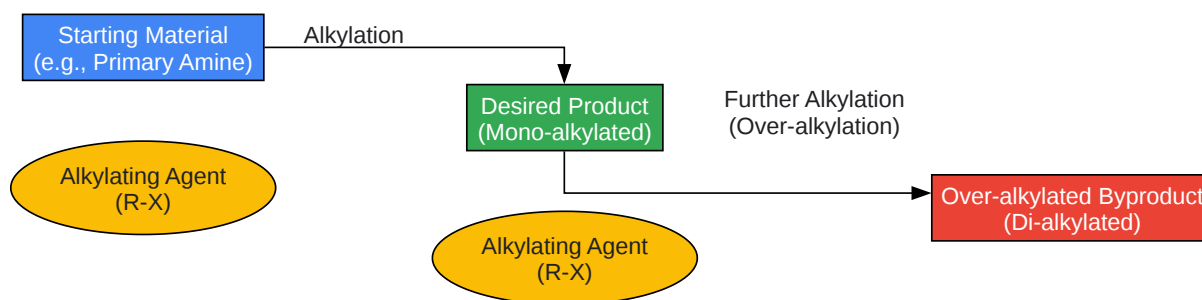 Starting Material
(e.g., Primary Amine)
Alkylation
Desired Product
(Mono-alkylated)
Further Alkylation
(Over-alkylation)
Alkylating Agent
(R-X)
Over-alkylated Byproduct
(Di-alkylated)
Alkylating Agent
(R-X)